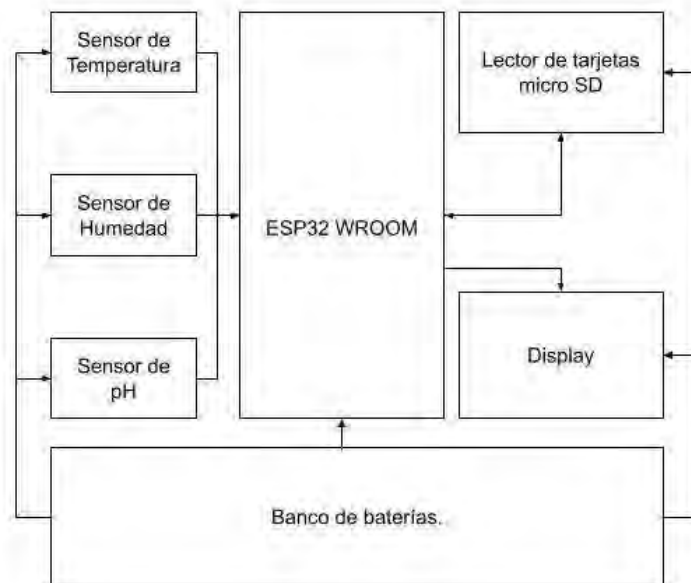 Sensor de
Temperatura
Lector de tarjetas
micro SD
Sensor de
Humedad
ESP32 WROOM
Sensor de
pH
Display
Banco de baterías.